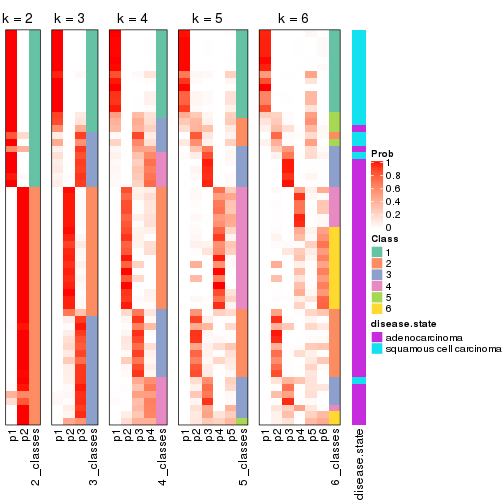 k = 2 k = 3 k = 4 k = 5 k = 6
Prob
1
0.8
0.6
0.4
0.2
0
Class
1
2
3
4
5
6
disease.state
adenocarcinoma
squamous cell carcinoma
p1 p2 2_classes p1 p2 p3 3_classes p1 p2 p3 p4 4_classes p1 p2 p3 p4 p5 5_classes p1 p2 p3 p4 p5 p6 6_classes disease.state